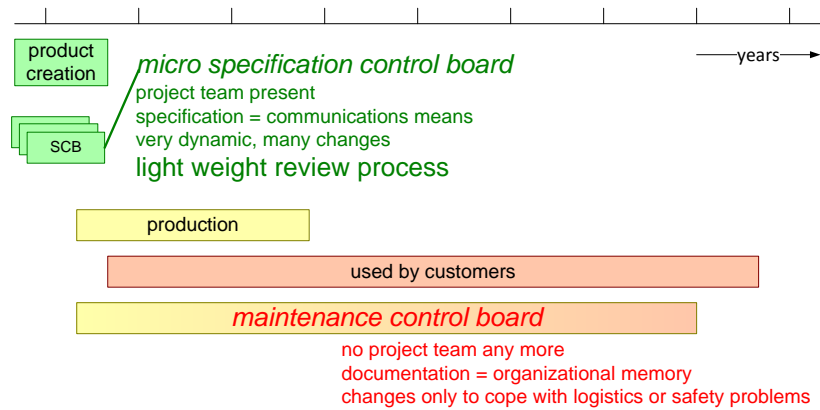 product
creation
years
micro specification control board
project team present
specification = communications means
very dynamic, many changes
light weight review process
SCB
production
used by customers
maintenance control board
no project team any more
documentation = organizational memory
changes only to cope with logistics or safety problems